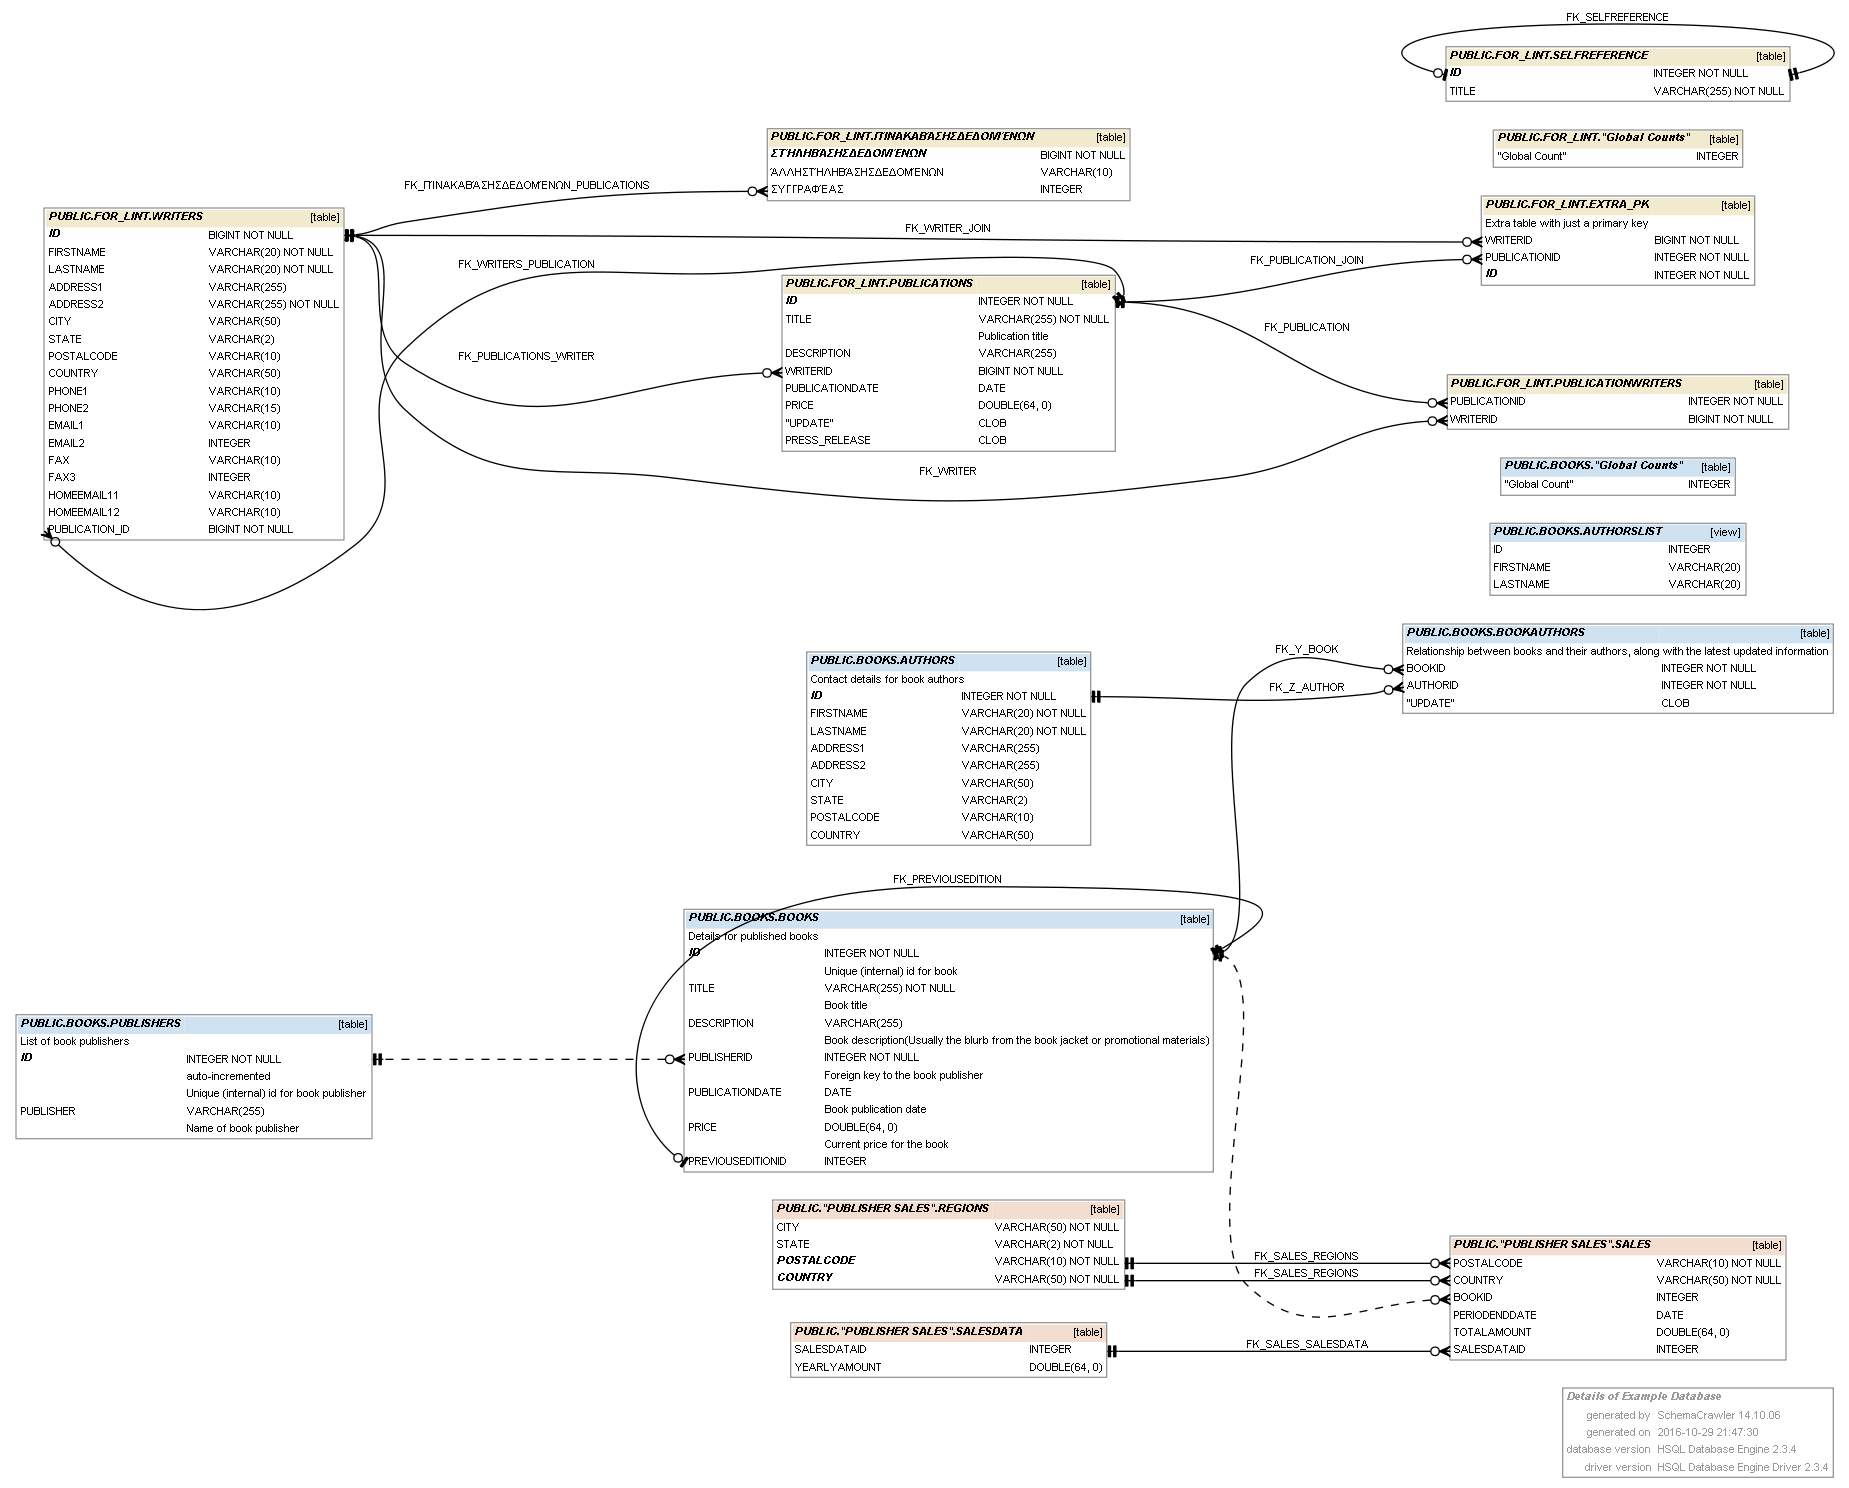 FK_SELFREFERENCE
PUBLIC.FOR_LINT.SELFREFERENCE [table]
ID INTEGER NOT NULL
TITLE VARCHAR(255) NOT NULL
PUBLIC.FOR_LINT."Global Counts" [table]
"Global Count" INTEGER
PUBLIC.FOR_LINT.ΠΊΝΑΚΑΒΆΣΗΣΔΕΔΟΜΈΝΩΝ [table]
ΣΤΉΛΗΒΆΣΗΣΔΕΔΟΜΈΝΩΝ BIGINT NOT NULL
ΆΛΛΗΣΤΉΛΗΒΆΣΗΣΔΕΔΟΜΈΝΩΝ VARCHAR(10)
ΣΥΓΓΡΑΦΈΑΣ INTEGER
FK_ΠΊΝΑΚΑΒΆΣΗΣΔΕΔΟΜΈΝΩΝ_PUBLICATIONS
PUBLIC.FOR_LINT.WRITERS [table]
ID BIGINT NOT NULL
FIRSTNAME VARCHAR(20) NOT NULL
LASTNAME VARCHAR(20) NOT NULL
ADDRESS1 VARCHAR(255)
ADDRESS2 VARCHAR(255) NOT NULL
CITY VARCHAR(50)
STATE VARCHAR(2)
POSTALCODE VARCHAR(10)
COUNTRY VARCHAR(50)
PHONE1 VARCHAR(10)
PHONE2 VARCHAR(15)
EMAIL1 VARCHAR(10)
EMAIL2 INTEGER
FAX VARCHAR(10)
FAX3 INTEGER
HOMEEMAIL11 VARCHAR(10)
HOMEEMAIL12 VARCHAR(10)
PUBLICATION_ID BIGINT NOT NULL
FK_WRITER_JOIN
FK_WRITERS_PUBLICATION
FK_PUBLICATION_JOIN
FK_PUBLICATION
FK_PUBLICATIONS_WRITER
FK_WRITER
PUBLIC.FOR_LINT.EXTRA_PK [table]
Extra table with just a primary key
WRITERID BIGINT NOT NULL
PUBLICATIONID INTEGER NOT NULL
ID INTEGER NOT NULL
PUBLIC.FOR_LINT.PUBLICATIONS [table]
ID INTEGER NOT NULL
TITLE VARCHAR(255) NOT NULL
Publication title
DESCRIPTION VARCHAR(255)
WRITERID BIGINT NOT NULL
PUBLICATIONDATE DATE
PRICE DOUBLE(64, 0)
"UPDATE" CLOB
PRESS_RELEASE CLOB
PUBLIC.FOR_LINT.PUBLICATIONWRITERS [table]
PUBLICATIONID INTEGER NOT NULL
WRITERID BIGINT NOT NULL
PUBLIC.BOOKS."Global Counts" [table]
"Global Count" INTEGER
PUBLIC.BOOKS.AUTHORSLIST [view]
ID INTEGER
FIRSTNAME VARCHAR(20)
LASTNAME VARCHAR(20)
PUBLIC.BOOKS.BOOKAUTHORS [table]
Relationship between books and their authors, along with the latest updated information
BOOKID INTEGER NOT NULL
AUTHORID INTEGER NOT NULL
"UPDATE" CLOB
FK_Y_BOOK
FK_Z_AUTHOR
PUBLIC.BOOKS.AUTHORS [table]
Contact details for book authors
ID INTEGER NOT NULL
FIRSTNAME VARCHAR(20) NOT NULL
LASTNAME VARCHAR(20) NOT NULL
ADDRESS1 VARCHAR(255)
ADDRESS2 VARCHAR(255)
CITY VARCHAR(50)
STATE VARCHAR(2)
POSTALCODE VARCHAR(10)
COUNTRY VARCHAR(50)
FK_PREVIOUSEDITION
PUBLIC.BOOKS.BOOKS [table]
Details for published books
ID INTEGER NOT NULL
Unique (internal) id for book
TITLE VARCHAR(255) NOT NULL
Book title
DESCRIPTION VARCHAR(255)
Book description(Usually the blurb from the book jacket or promotional materials)
PUBLISHERID INTEGER NOT NULL
Foreign key to the book publisher
PUBLICATIONDATE DATE
Book publication date
PRICE DOUBLE(64, 0)
Current price for the book
PREVIOUSEDITIONID INTEGER
PUBLIC.BOOKS.PUBLISHERS [table]
List of book publishers
ID INTEGER NOT NULL
auto-incremented
Unique (internal) id for book publisher
PUBLISHER VARCHAR(255)
Name of book publisher
PUBLIC."PUBLISHER SALES".REGIONS [table]
CITY VARCHAR(50) NOT NULL
STATE VARCHAR(2) NOT NULL
POSTALCODE VARCHAR(10) NOT NULL
COUNTRY VARCHAR(50) NOT NULL
FK_SALES_REGIONS
FK_SALES_REGIONS
PUBLIC."PUBLISHER SALES".SALES [table]
POSTALCODE VARCHAR(10) NOT NULL
COUNTRY VARCHAR(50) NOT NULL
BOOKID INTEGER
PERIODENDDATE DATE
TOTALAMOUNT DOUBLE(64, 0)
SALESDATAID INTEGER
PUBLIC."PUBLISHER SALES".SALESDATA [table]
SALESDATAID INTEGER
YEARLYAMOUNT DOUBLE(64, 0)
FK_SALES_SALESDATA
Details of Example Database
generated by SchemaCrawler 14.10.06
generated on 2016-10-29 21:47:30
database version HSQL Database Engine 2.3.4
driver version HSQL Database Engine Driver 2.3.4